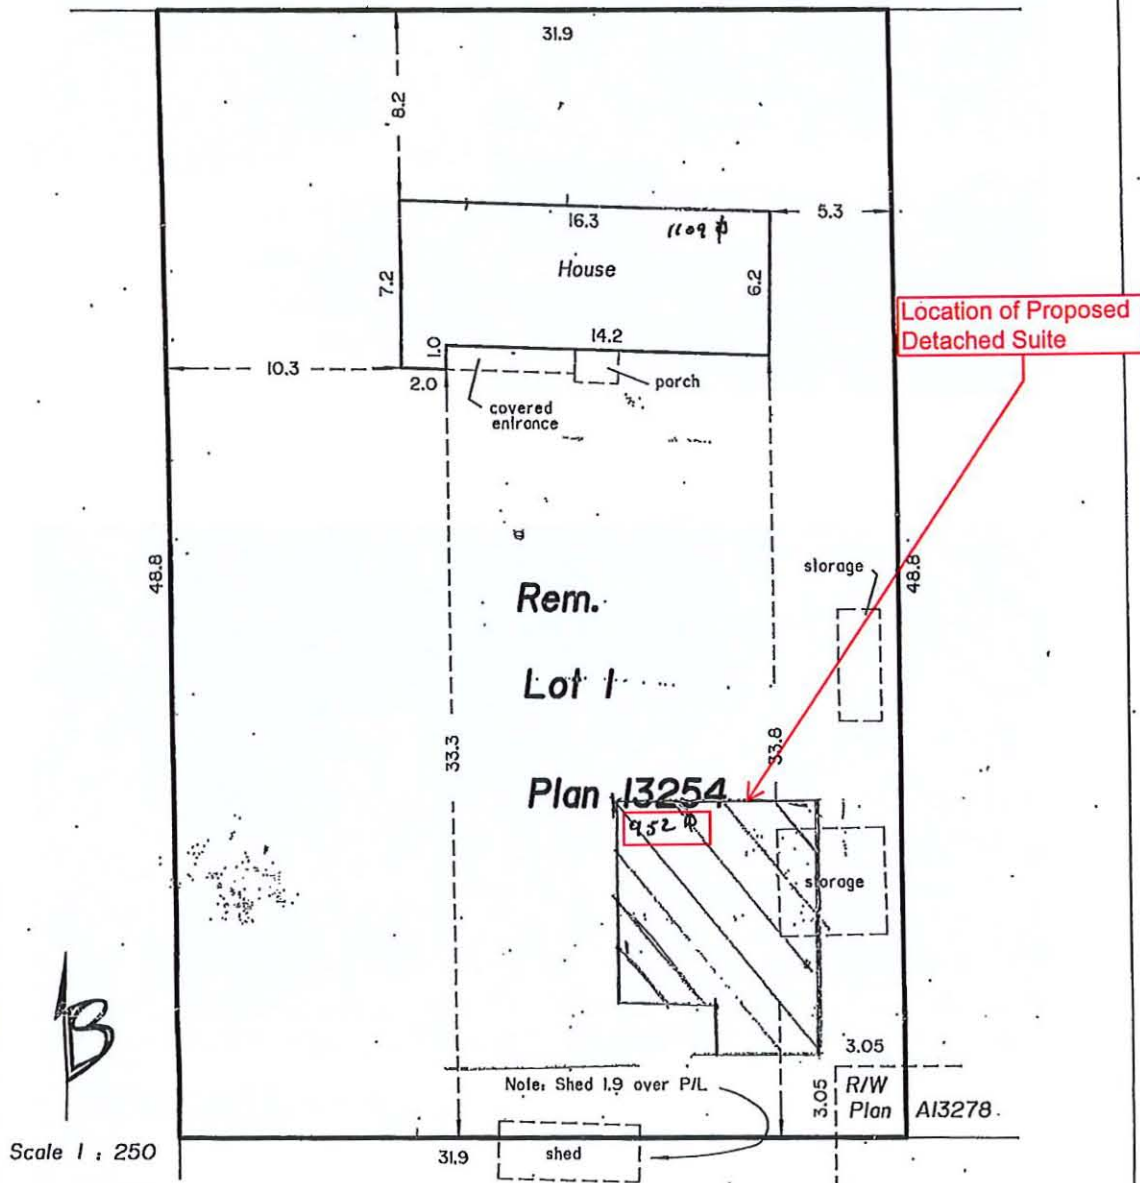 31.9
8.2
16.3
1109
5.3
House
7.2
6.2
Location of Proposed
Detached Suite
14.2
1.0
10.3
2.0
porch
covered
entrance
storage
48.8
48.8
Rem.
Lot 1
33.3
33.8
Plan 13254
952
storage
3.05
Note: Shed 1.9 over P/L
3.05
R/W
Plan A13278
Scale 1 : 250
31.9
shed